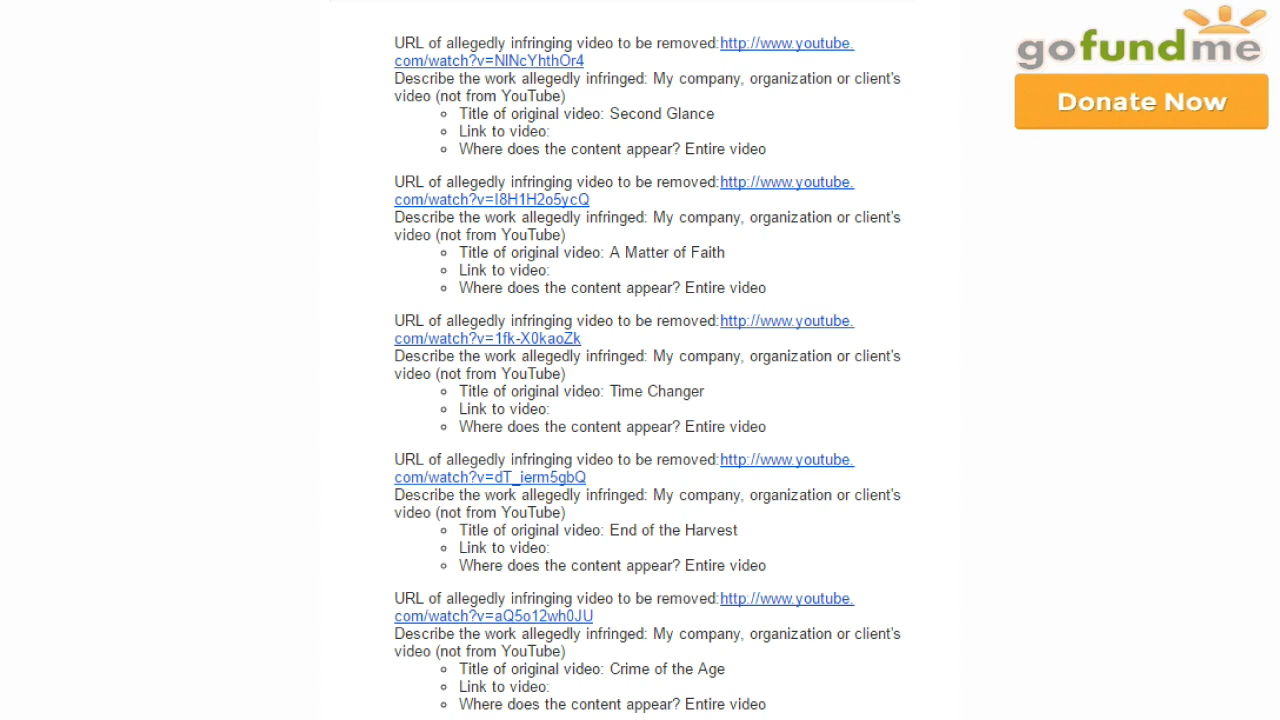 URL of allegedly infringing video to be removed:http://www.youtube.
com/watch?v=NlNcYhthOr4
Describe the work allegedly infringed: My company, organization or client's
video (not from YouTube)
Title of original video: Second Glance
Link to video:
Where does the content appear? Entire video
URL of allegedly infringing video to be removed:http://www.youtube.
com/watch?v=I8H1H2o5ycQ
Describe the work allegedly infringed: My company, organization or client's
video (not from YouTube)
Title of original video: A Matter of Faith
Link to video:
Where does the content appear? Entire video
URL of allegedly infringing video to be removed:http://www.youtube.
com/watch?v=1fk-X0kaoZk
Describe the work allegedly infringed: My company, organization or client's
video (not from YouTube)
Title of original video: Time Changer
Link to video:
Where does the content appear? Entire video
URL of allegedly infringing video to be removed:http://www.youtube.
com/watch?v=dT_ierm5gbQ
Describe the work allegedly infringed: My company, organization or client's
video (not from YouTube)
Title of original video: End of the Harvest
Link to video:
Where does the content appear? Entire video
URL of allegedly infringing video to be removed:http://www.youtube.
com/watch?v=aQ5o12wh0JU
Describe the work allegedly infringed: My company, organization or client's
video (not from YouTube)
Title of original video: Crime of the Age
Link to video:
Where does the content appear? Entire video
gofundme
Donate Now